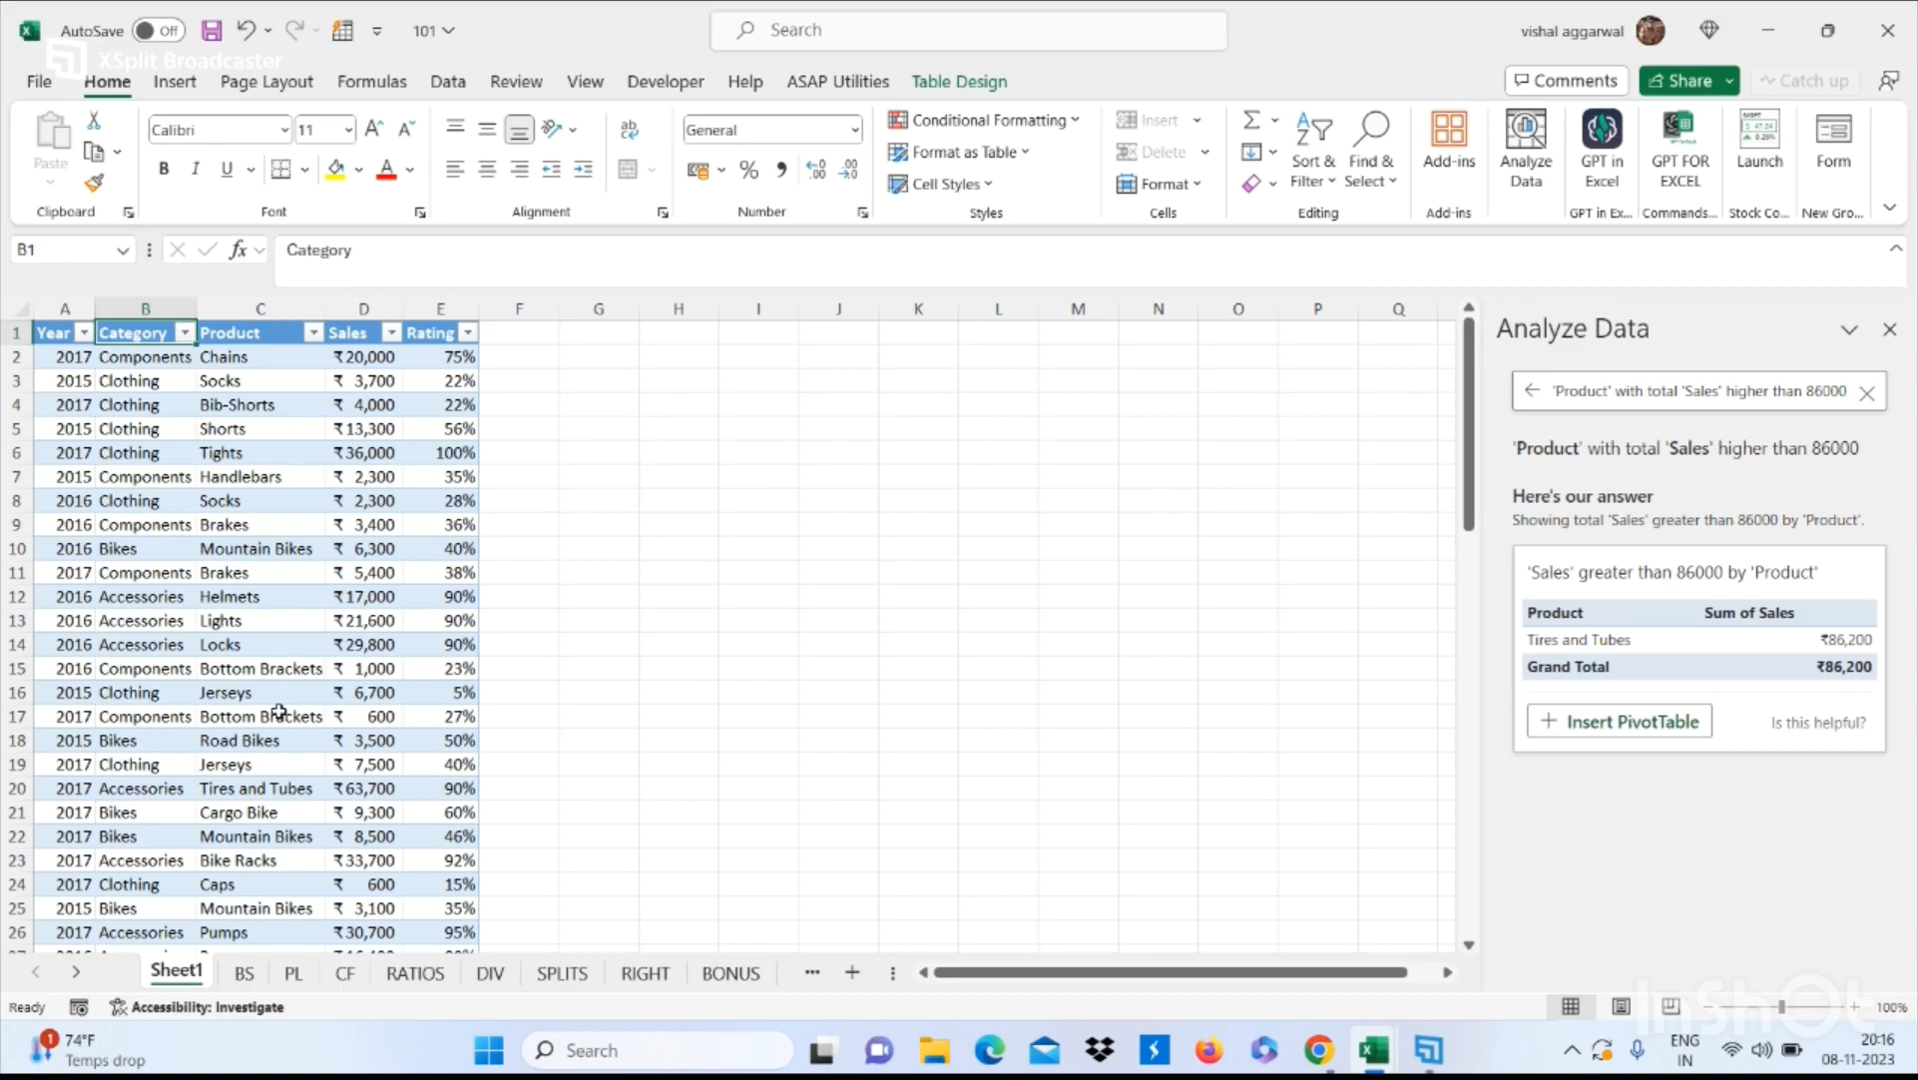 AutoSave Off 101 Search vishal aggarwal
XSplit Broadcaster
File Home Insert Page Layout Formulas Data Review View Developer Help ASAP Utilities Table Design Comments Share Catch up
Paste Calibri 11 General Conditional Formatting Format as Table Cell Styles Insert Delete Format Sort & Filter Find & Select Add-ins Analyze Data GPT in Excel GPT FOR EXCEL Launch Form
Clipboard Font Alignment Number Styles Cells Editing Add-ins GPT in Ex... Commands... Stock Co... New Gro...
B1 fx Category
A B C D E F G H I J K L M N O P Q
1 Year Category Product Sales Rating
2 2017 Components Chains ₹ 20,000 75%
3 2015 Clothing Socks ₹ 3,700 22%
4 2017 Clothing Bib-Shorts ₹ 4,000 22%
5 2015 Clothing Shorts ₹ 13,300 56%
6 2017 Clothing Tights ₹ 36,000 100%
7 2015 Components Handlebars ₹ 2,300 35%
8 2016 Clothing Socks ₹ 2,300 28%
9 2016 Components Brakes ₹ 3,400 36%
10 2016 Bikes Mountain Bikes ₹ 6,300 40%
11 2017 Components Brakes ₹ 5,400 38%
12 2016 Accessories Helmets ₹ 17,000 90%
13 2016 Accessories Lights ₹ 21,600 90%
14 2016 Accessories Locks ₹ 29,800 90%
15 2016 Components Bottom Brackets ₹ 1,000 23%
16 2015 Clothing Jerseys ₹ 6,700 5%
17 2017 Components Bottom Brackets ₹ 600 27%
18 2015 Bikes Road Bikes ₹ 3,500 50%
19 2017 Clothing Jerseys ₹ 7,500 40%
20 2017 Accessories Tires and Tubes ₹ 63,700 90%
21 2017 Bikes Cargo Bike ₹ 9,300 60%
22 2017 Bikes Mountain Bikes ₹ 8,500 46%
23 2017 Accessories Bike Racks ₹ 33,700 92%
24 2017 Clothing Caps ₹ 600 15%
25 2015 Bikes Mountain Bikes ₹ 3,100 35%
26 2017 Accessories Pumps ₹ 30,700 95%
Analyze Data
'Product' with total 'Sales' higher than 86000
'Product' with total 'Sales' higher than 86000
Here's our answer
Showing total 'Sales' greater than 86000 by 'Product'.
'Sales' greater than 86000 by 'Product'
Product Sum of Sales
Tires and Tubes ₹86,200
Grand Total ₹86,200
+ Insert PivotTable Is this helpful?
Sheet1 BS PL CF RATIOS DIV SPLITS RIGHT BONUS ... +
Ready Accessibility: Investigate 100%
InShOt
1 74°F
Temps drop
Search
ENG
IN
20:16
08-11-2023